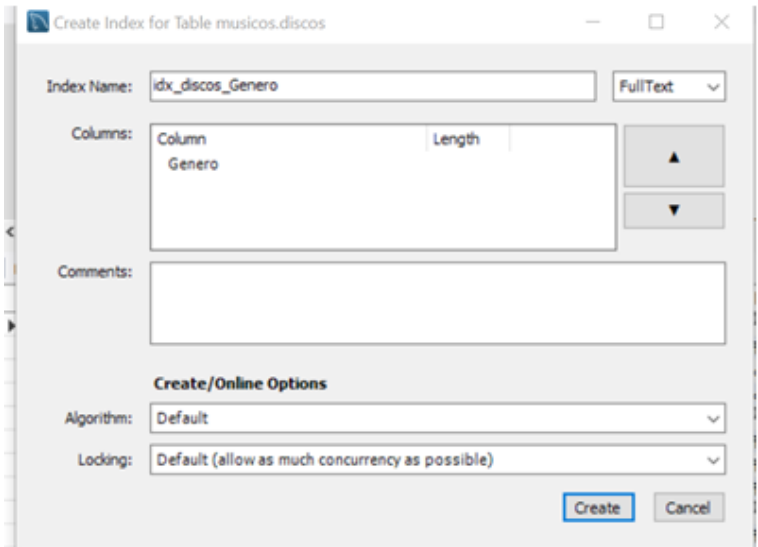 Create Index for Table musicos.discos
Index Name: idx_discos_Genero FullText
Columns: Column Length
Genero
Comments:
Create/Online Options
Algorithm: Default
Locking: Default (allow as much concurrency as possible)
Create Cancel